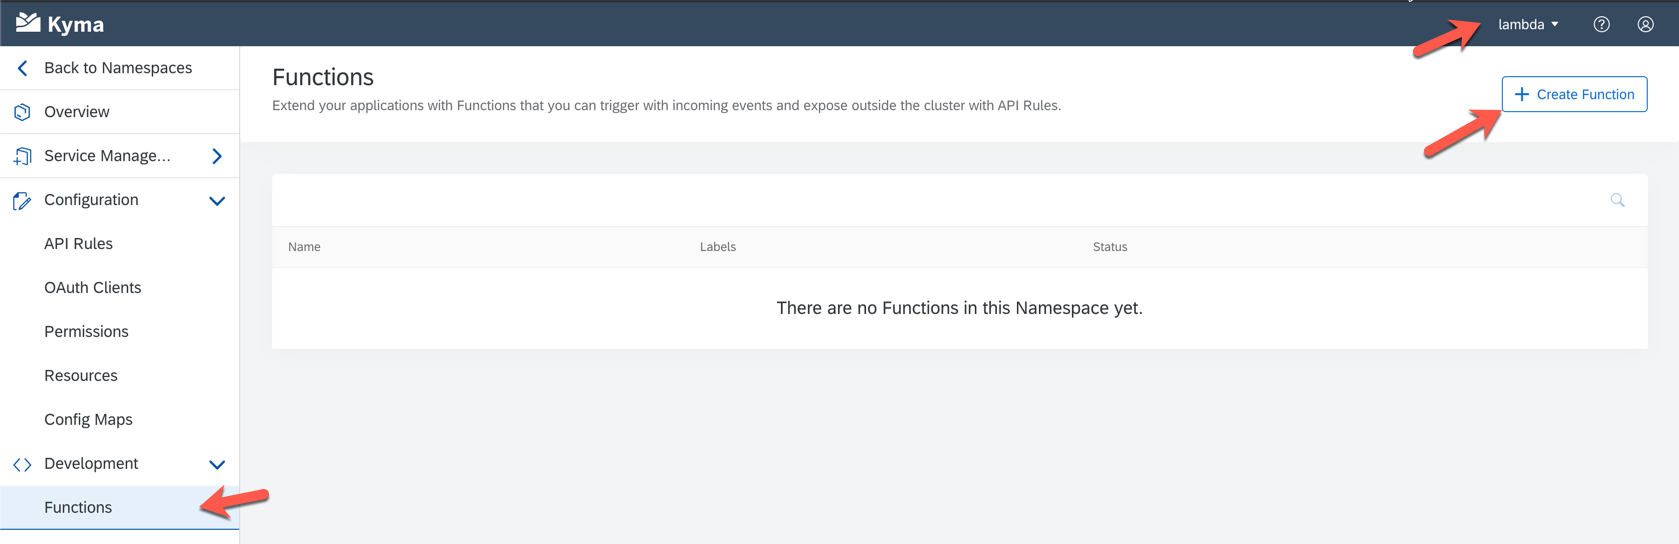 Kyma
lambda
Back to Namespaces
Overview
Service Manage...
Configuration
API Rules
OAuth Clients
Permissions
Resources
Config Maps
Development
Functions
Functions
Extend your applications with Functions that you can trigger with incoming events and expose outside the cluster with API Rules.
Create Function
Name Labels Status
There are no Functions in this Namespace yet.